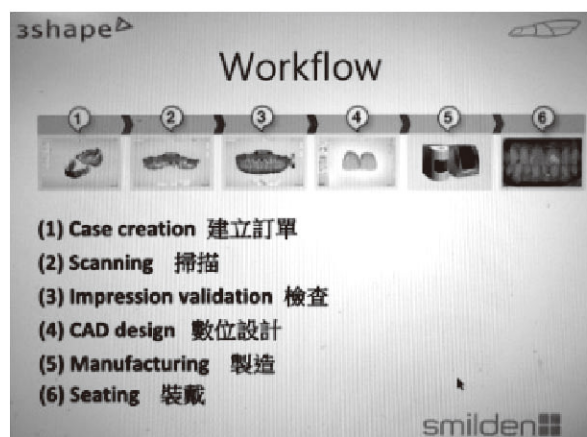 3shape
Workflow
1 2 3 4 5 6
(1) Case creation 建立訂單
(2) Scanning 掃描
(3) Impression validation 檢查
(4) CAD design 數位設計
(5) Manufacturing 製造
(6) Seating 裝戴
smilden